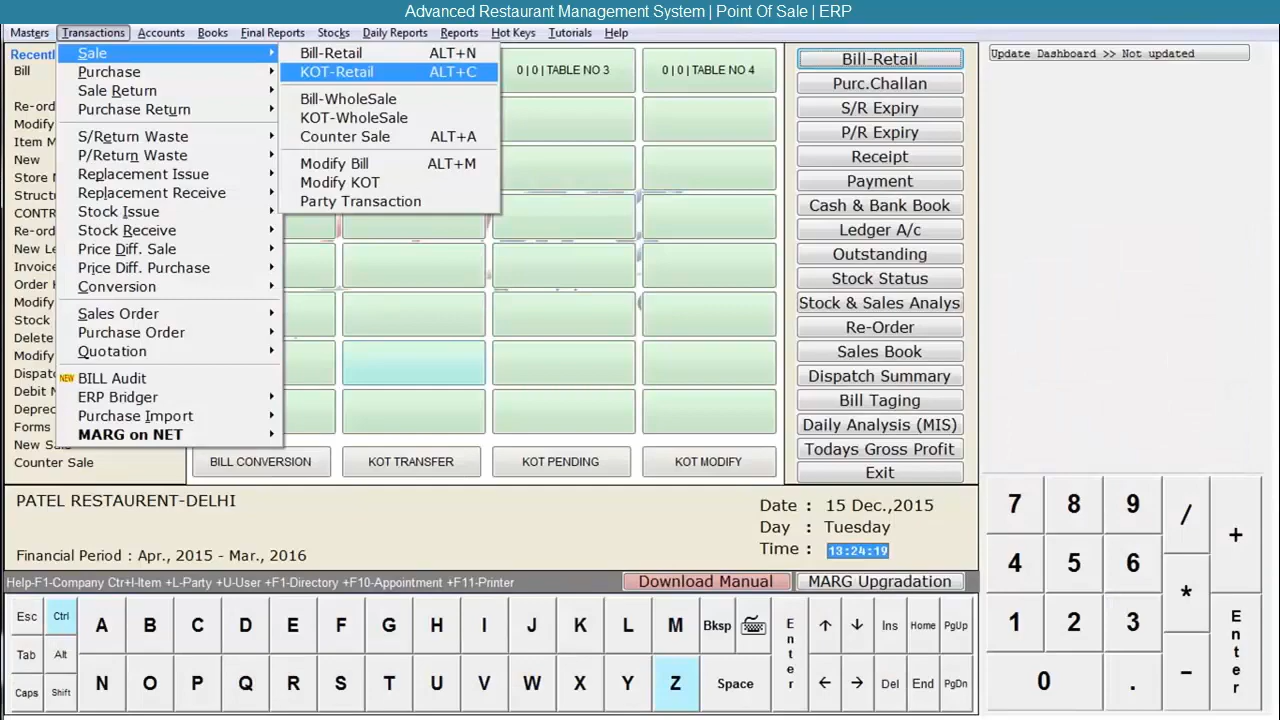 Advanced Restaurant Management System | Point Of Sale | ERP
Masters Transactions Accounts Books Final Reports Stocks Daily Reports Reports Hot Keys Tutorials Help
Bill
Re-ord
Modify
Item M
New
Store
Structu
CONTR
Re-ord
New Le
Invoice
Order
Modify
Stock
Delete
Modify
Dispat
Debit
Deprec
Forms
New Sa
Counter Sale
Sale
Purchase
Sale Return
Purchase Return
S/Return Waste
P/Return Waste
Replacement Issue
Replacement Receive
Stock Issue
Stock Receive
Price Diff. Sale
Price Diff. Purchase
Conversion
Sales Order
Purchase Order
Quotation
NEW BILL Audit
ERP Bridger
Purchase Import
MARG on NET
Bill-Retail ALT+N
KOT-Retail ALT+C
Bill-WholeSale
KOT-WholeSale
Counter Sale ALT+A
Modify Bill ALT+M
Modify KOT
Party Transaction
0 | 0 | TABLE NO 3
0 | 0 | TABLE NO 4
BILL CONVERSION
KOT TRANSFER
KOT PENDING
KOT MODIFY
Bill-Retail
Purc.Challan
S/R Expiry
P/R Expiry
Receipt
Payment
Cash & Bank Book
Ledger A/c
Outstanding
Stock Status
Stock & Sales Analys
Re-Order
Sales Book
Dispatch Summary
Bill Tagging
Daily Analysis (MIS)
Todays Gross Profit
Exit
Update Dashboard >> Not updated
PATEL RESTAURENT-DELHI
Financial Period : Apr., 2015 - Mar., 2016
Date : 15 Dec.,2015
Day : Tuesday
Time : 13:24:19
Help-F1-Company Ctr+I-Item +L-Party +U-User +F1-Directory +F10-Appointment +F11-Printer
Download Manual
MARG Upgradation
Esc Ctrl A B C D E F G H I J K L M Bksp Enter ↑ ↓ Ins Home PgUp
Tab Alt
Caps Shift N O P Q R S T U V W X Y Z Space ← → Del End PgDn
7 8 9 / +
4 5 6 *
1 2 3 Enter
0 . -